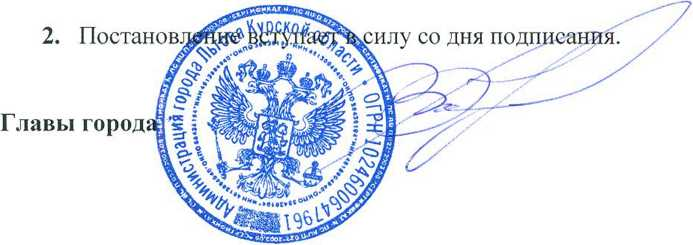 2. Постановление вступает в силу со дня подписания.
Главы города
Администрация города Льгова Курской области * ОГРН 1024600647961